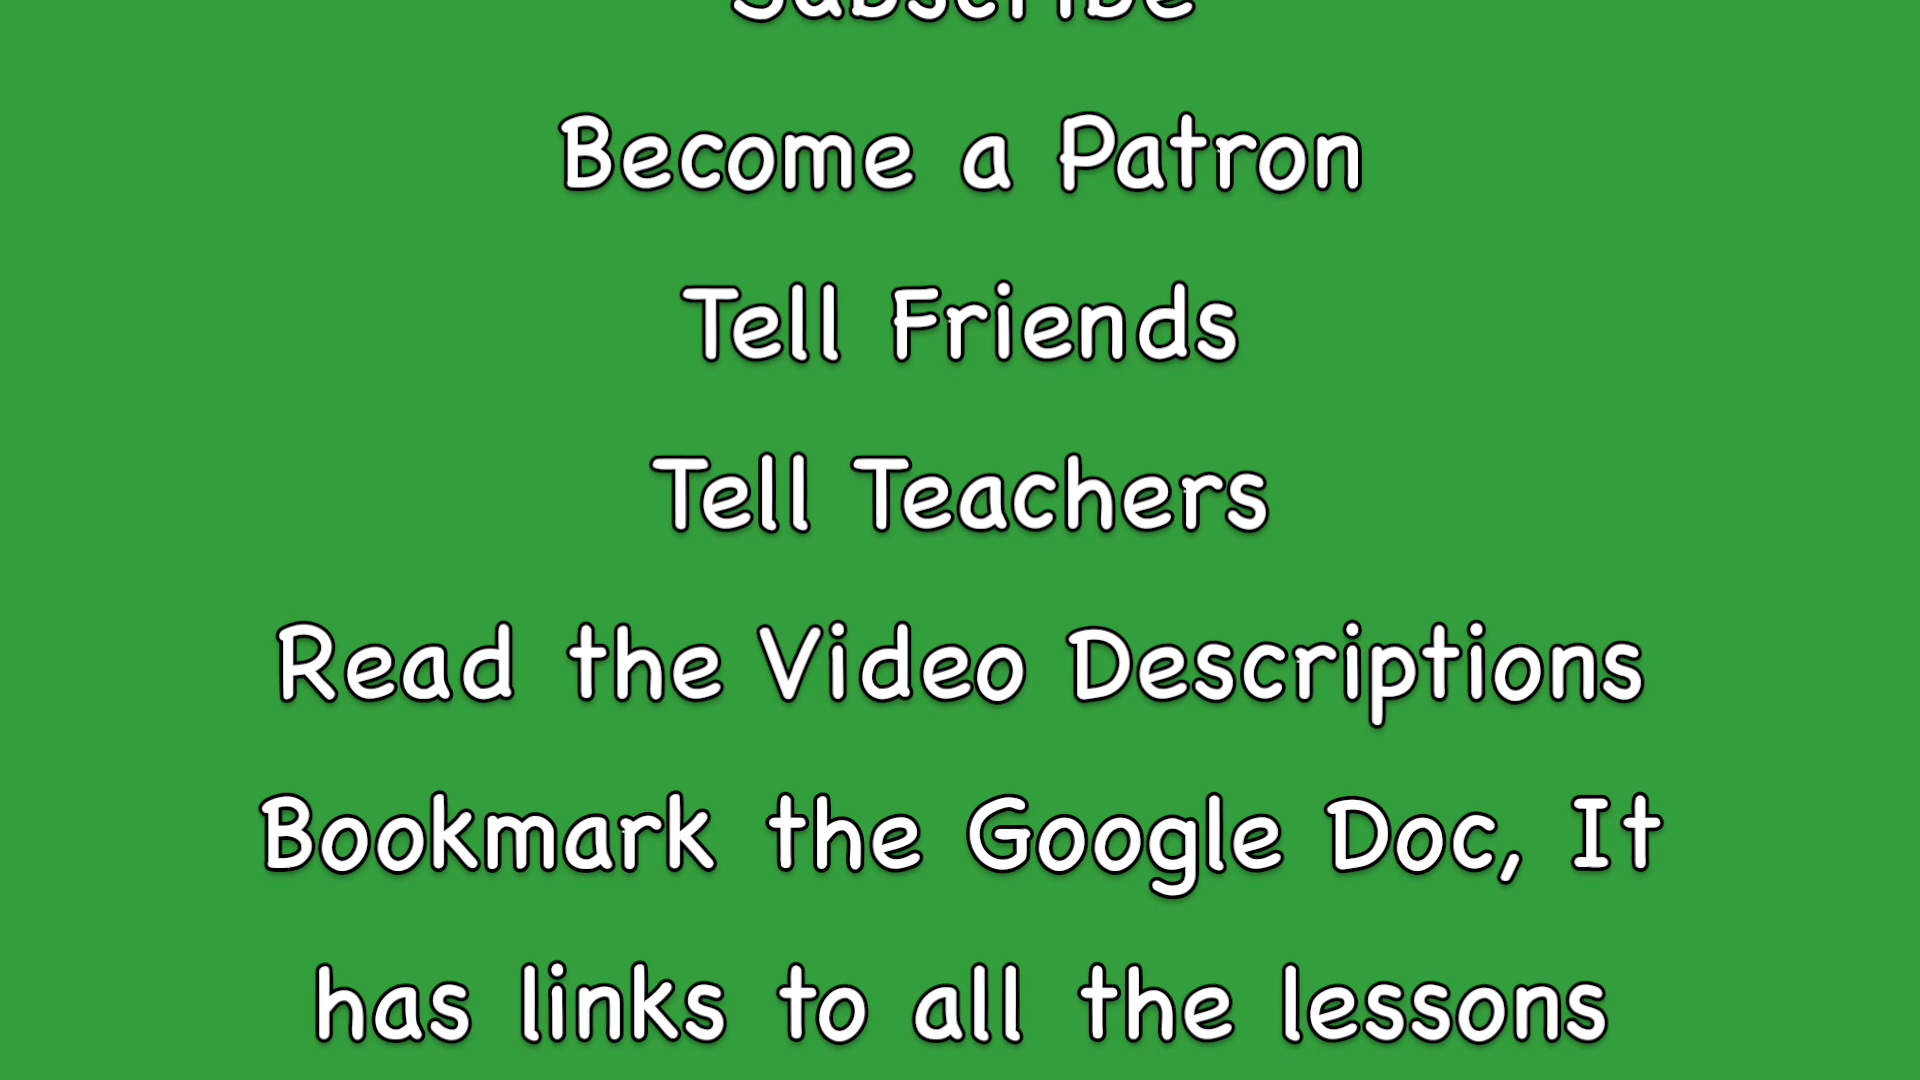 Subscribe
Become a Patron
Tell Friends
Tell Teachers
Read the Video Descriptions
Bookmark the Google Doc, It
has links to all the lessons